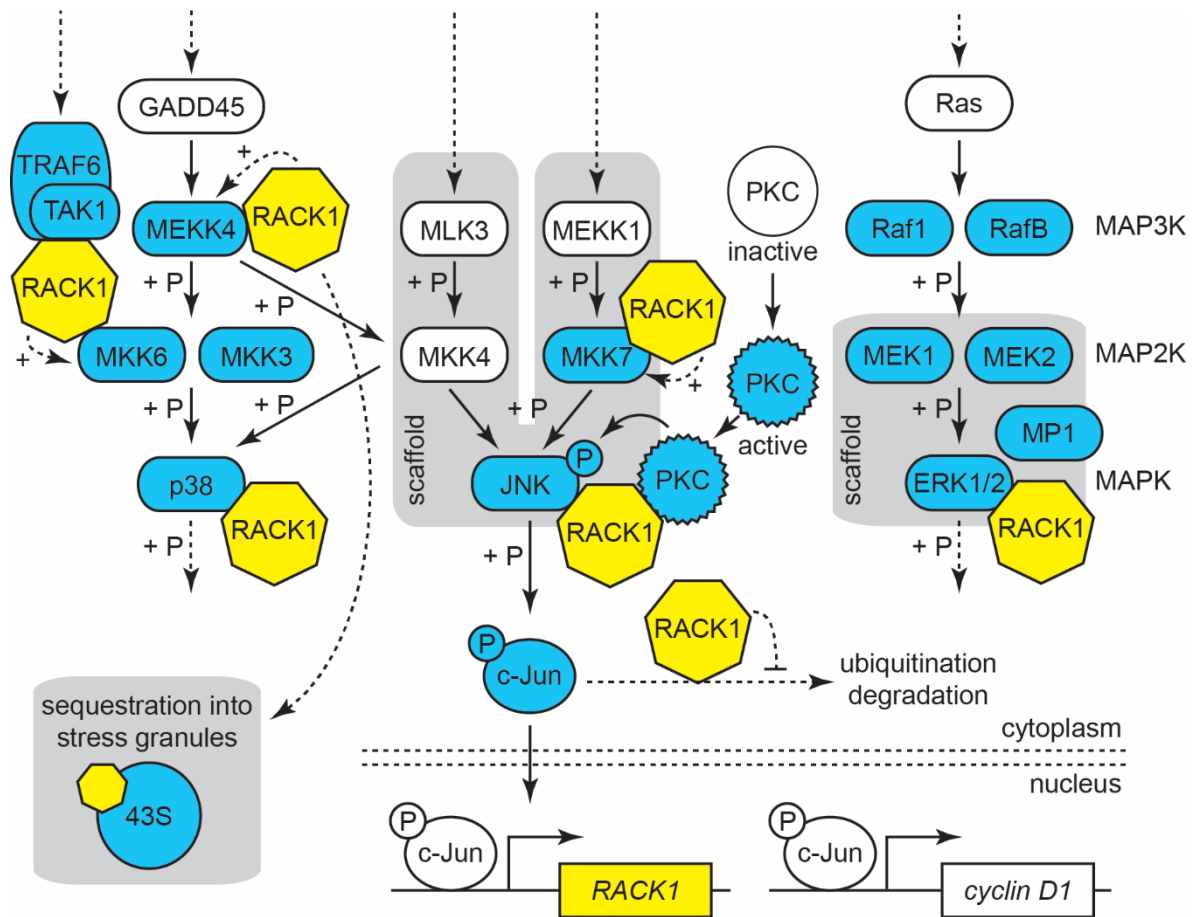 GADD45
Ras
TRAF6
TAK1
+
MEKK4
RACK1
MLK3
MEKK1
PKC
inactive
Raf1
RafB
MAP3K
RACK1
+ P
+ P
+ P
+ P
RACK1
+ P
+
MKK6
MKK3
MKK4
MKK7
+
PKC
active
MEK1
MEK2
MAP2K
+ P
+ P
+ P
+ P
scaffold
scaffold
MP1
p38
RACK1
JNK
P
PKC
RACK1
ERK1/2
RACK1
MAPK
+ P
+ P
+ P
P
c-Jun
RACK1
ubiquitination
degradation
sequestration into
stress granules
43S
cytoplasm
nucleus
P
c-Jun
RACK1
P
c-Jun
cyclin D1